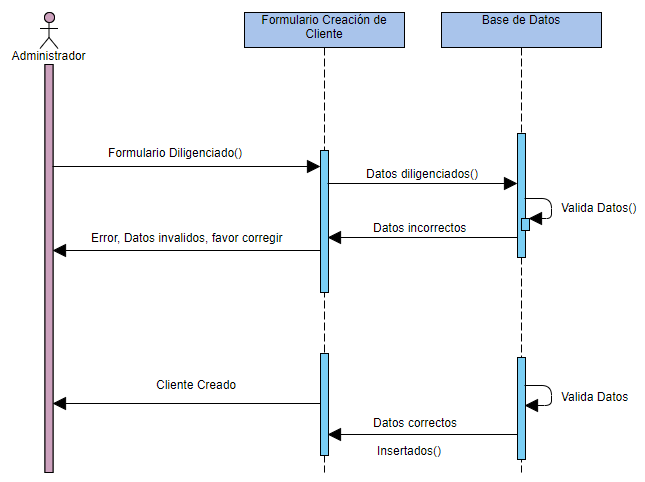 Formulario Creación de
Cliente
Base de Datos
Administrador
Formulario Diligenciado()
Datos diligenciados()
Valida Datos()
Datos incorrectos
Error, Datos invalidos, favor corregir
Cliente Creado
Valida Datos
Datos correctos
Insertados()